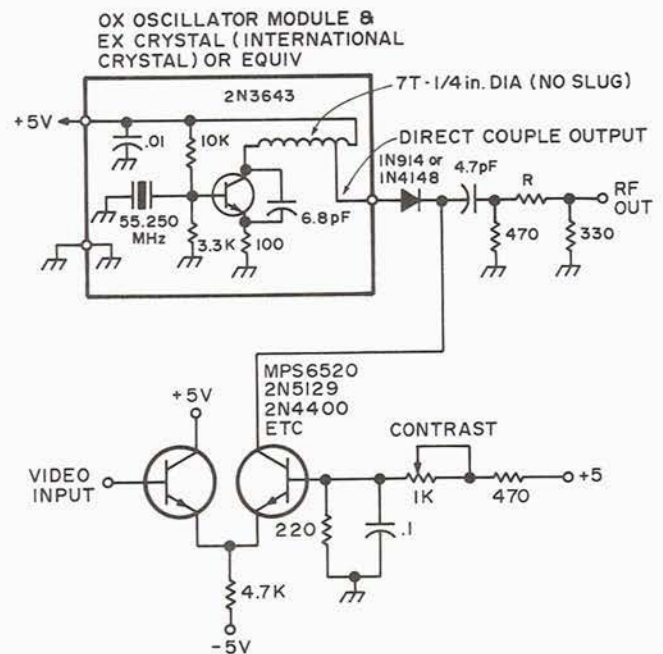 OX OSCILLATOR MODULE &
EX CRYSTAL (INTERNATIONAL
CRYSTAL) OR EQUIV
2N3643
7T-1/4 in. DIA (NO SLUG)
+5V
.01
10K
DIRECT COUPLE OUTPUT
1N914 or
1N4148
4.7pF
R
RF
OUT
55.250
MHz
6.8pF
3.3K
100
470
330
MPS6520
2N5129
2N4400
ETC
+5V
CONTRAST
VIDEO
INPUT
1K
470
+5
220
.1
4.7K
-5V